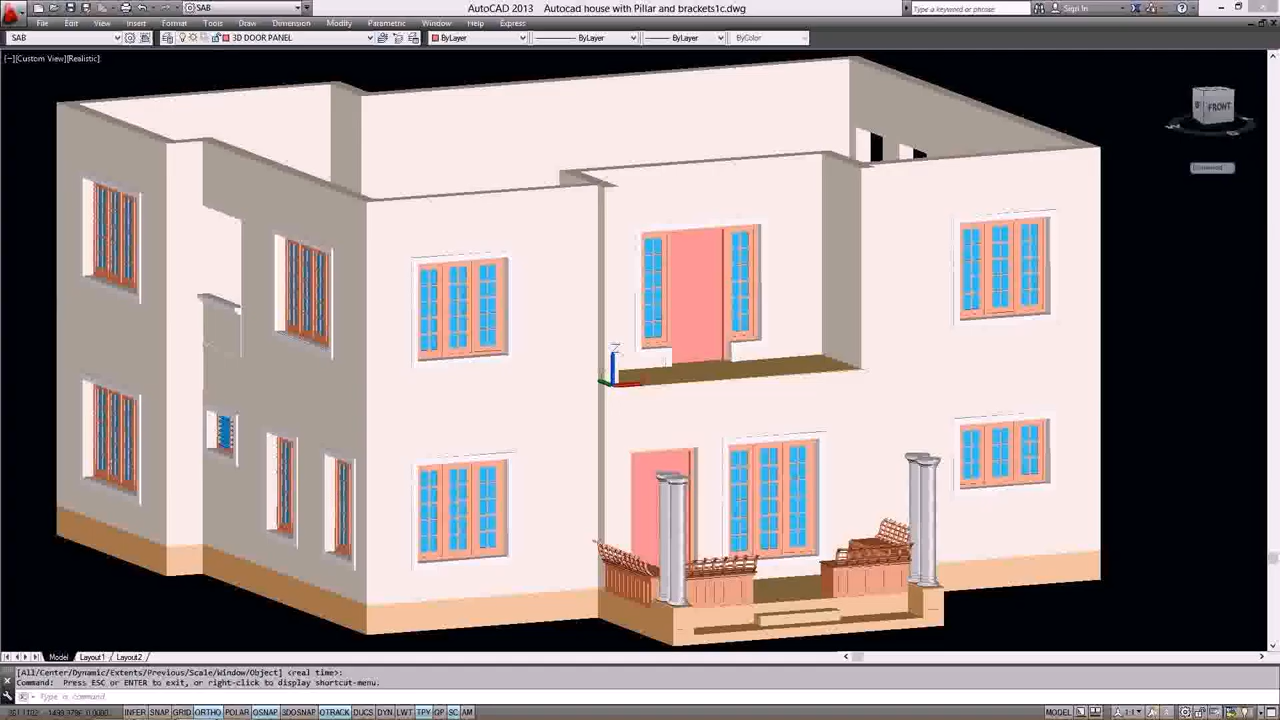 SAB
AutoCAD 2013 Autocad house with Pillar and brackets1c.dwg
Type a keyword or phrase
Sign In
File Edit View Insert Format Tools Draw Dimension Modify Parametric Window Help Express
SAB
3D DOOR PANEL
ByLayer
ByLayer
ByLayer
ByColor
[−][Custom View][Realistic]
FRONT
Z
Model Layout1 Layout2
[All/Center/Dynamic/Extents/Previous/Scale/Window/Object] <real time>:
Command: Press ESC or ENTER to exit, or right-click to display shortcut-menu.
Type a command
INFER SNAP GRID ORTHO POLAR OSNAP 3DOSNAP OTRACK DUCS DYN LWT TPY QP SC AM
MODEL
1:1